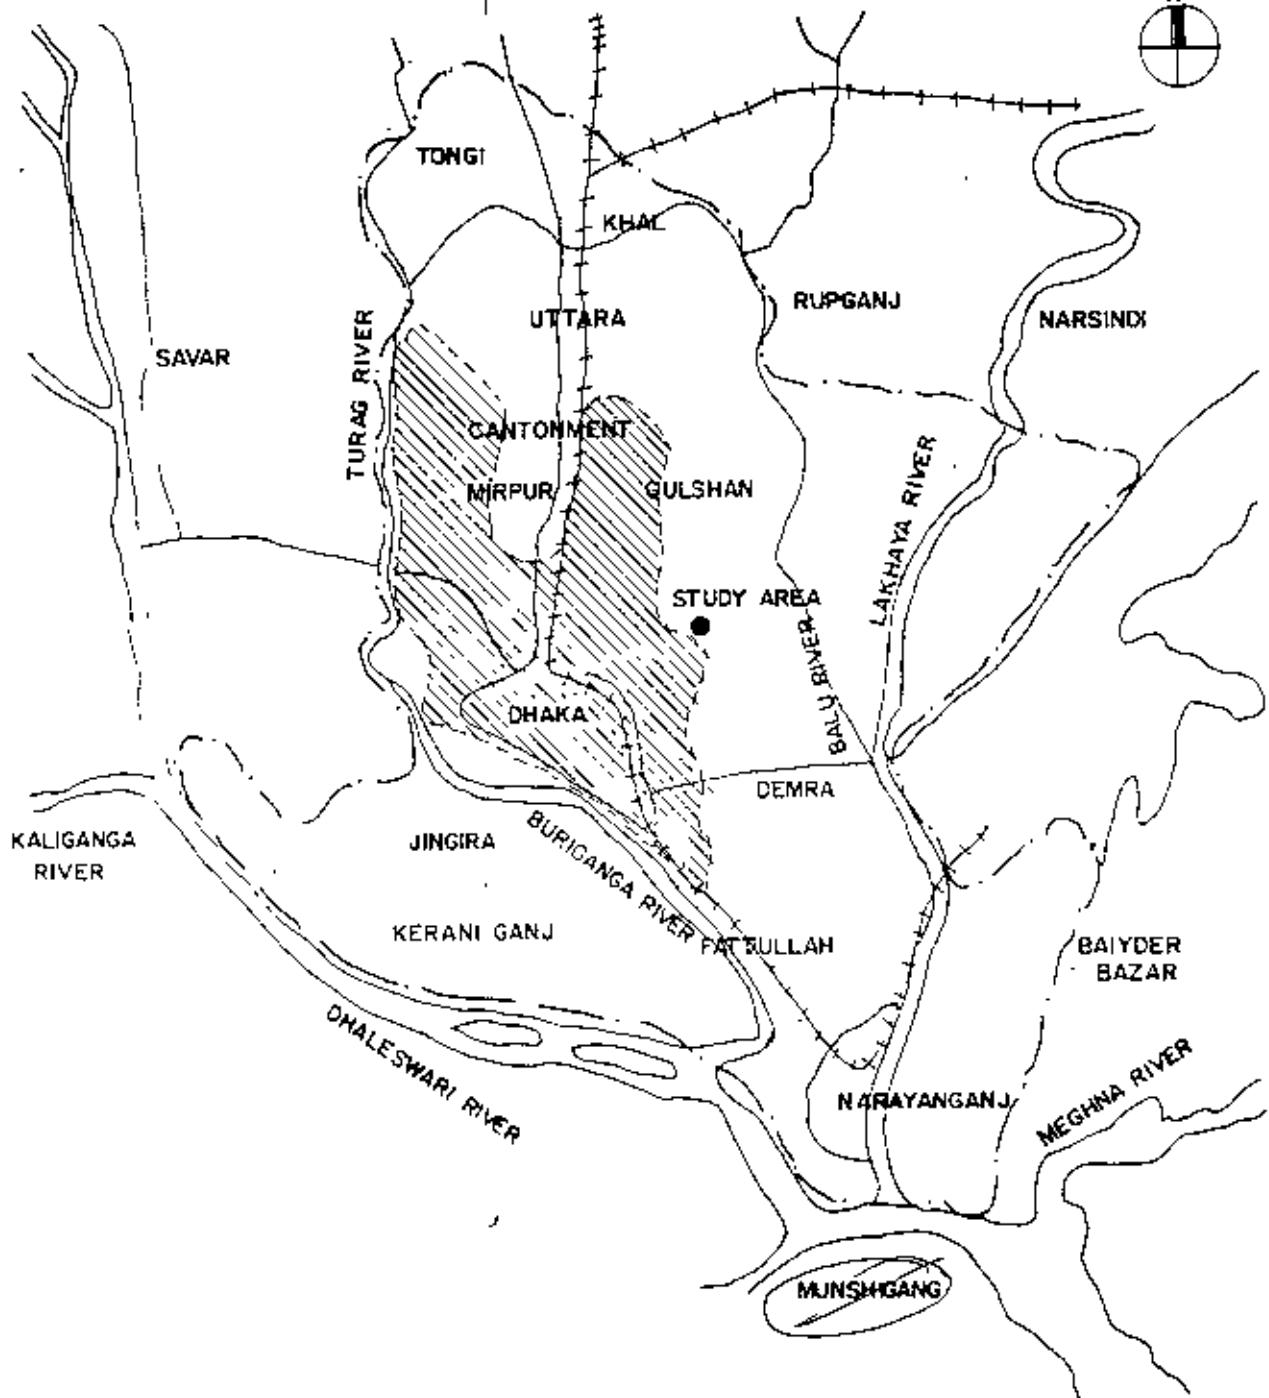 TONGI
KHAL
RUPGANJ
UTTARA
NARSINDI
SAVAR
TURAG RIVER
CANTONMENT
MIRPUR
GULSHAN
LAKHAYA RIVER
STUDY AREA
BALU RIVER
DHAKA
DEMRA
KALIGANGA
RIVER
JINGIRA
BURIGANGA RIVER
KERANI GANJ
FATTULLAH
BAIYDER
BAZAR
DHALESWARI RIVER
NARAYANGANJ
MEGHNA RIVER
MUNSHIGANG